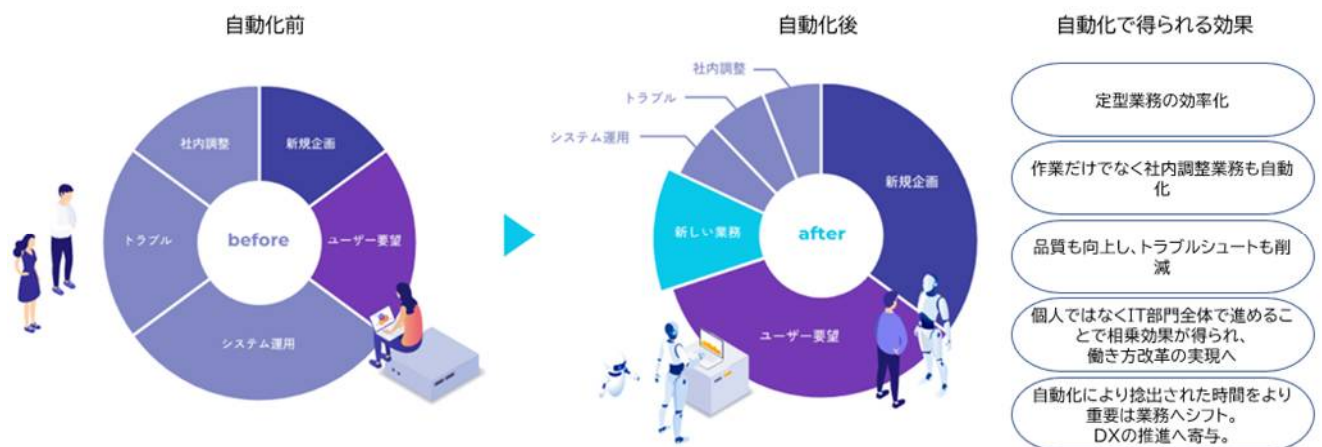 自動化前
社内調整
新規企画
トラブル
before
ユーザー要望
システム運用
自動化後
社内調整
トラブル
システム運用
新規企画
新しい業務
after
ユーザー要望
自動化で得られる効果
定型業務の効率化
作業だけでなく社内調整業務も自動
化
品質も向上し、トラブルシュートも削
減
個人ではなくIT部門全体で進めるこ
とで相乗効果が得られ、
働き方改革の実現へ
自動化により捻出された時間をより
重要は業務へシフト。
DXの推進へ寄与。